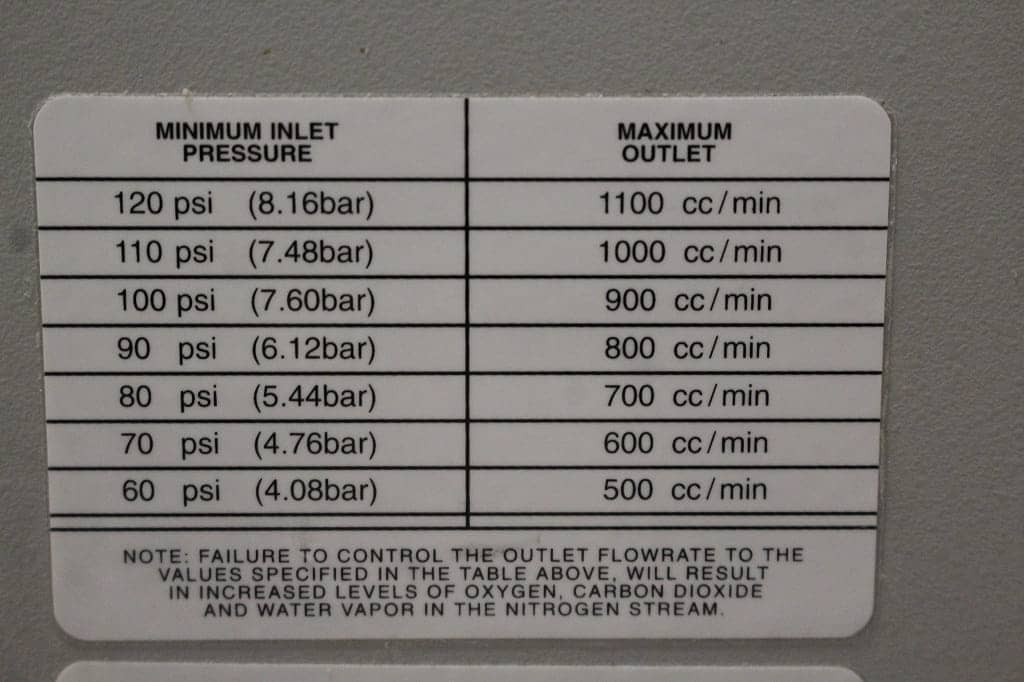 MINIMUM INLET
PRESSURE
MAXIMUM
OUTLET
120 psi (8.16bar) 1100 cc/min
110 psi (7.48bar) 1000 cc/min
100 psi (7.60bar) 900 cc/min
90 psi (6.12bar) 800 cc/min
80 psi (5.44bar) 700 cc/min
70 psi (4.76bar) 600 cc/min
60 psi (4.08bar) 500 cc/min
NOTE: FAILURE TO CONTROL THE OUTLET FLOWRATE TO THE
VALUES SPECIFIED IN THE TABLE ABOVE, WILL RESULT
IN INCREASED LEVELS OF OXYGEN, CARBON DIOXIDE
AND WATER VAPOR IN THE NITROGEN STREAM.